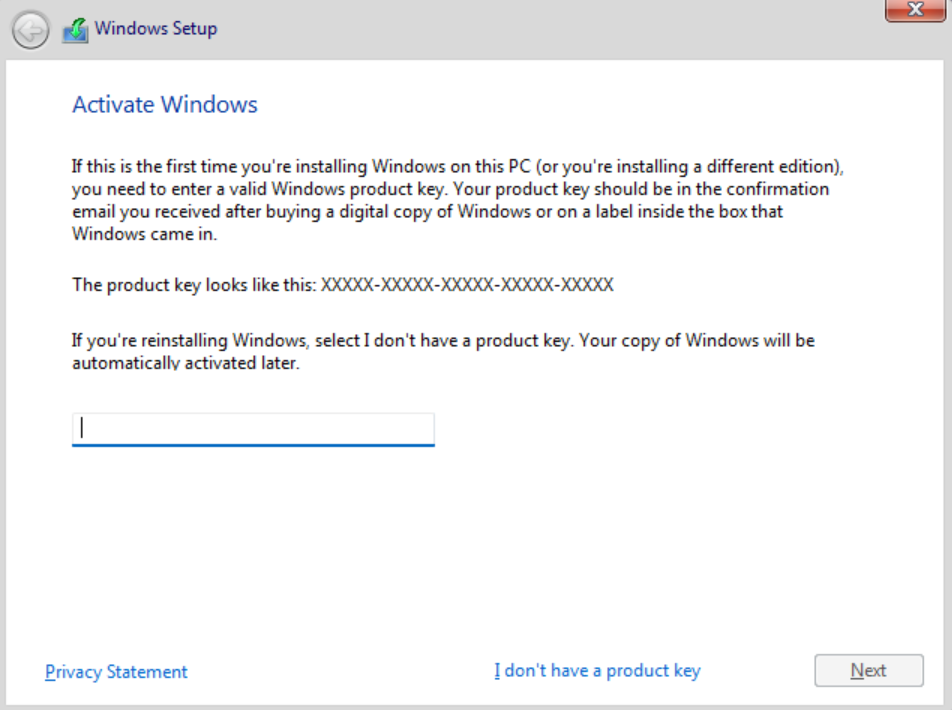 Windows Setup
Activate Windows
If this is the first time you're installing Windows on this PC (or you're installing a different edition),
you need to enter a valid Windows product key. Your product key should be in the confirmation
email you received after buying a digital copy of Windows or on a label inside the box that
Windows came in.
The product key looks like this: XXXXX-XXXXX-XXXXX-XXXXX-XXXXX
If you're reinstalling Windows, select I don't have a product key. Your copy of Windows will be
automatically activated later.
Privacy Statement
I don't have a product key
Next